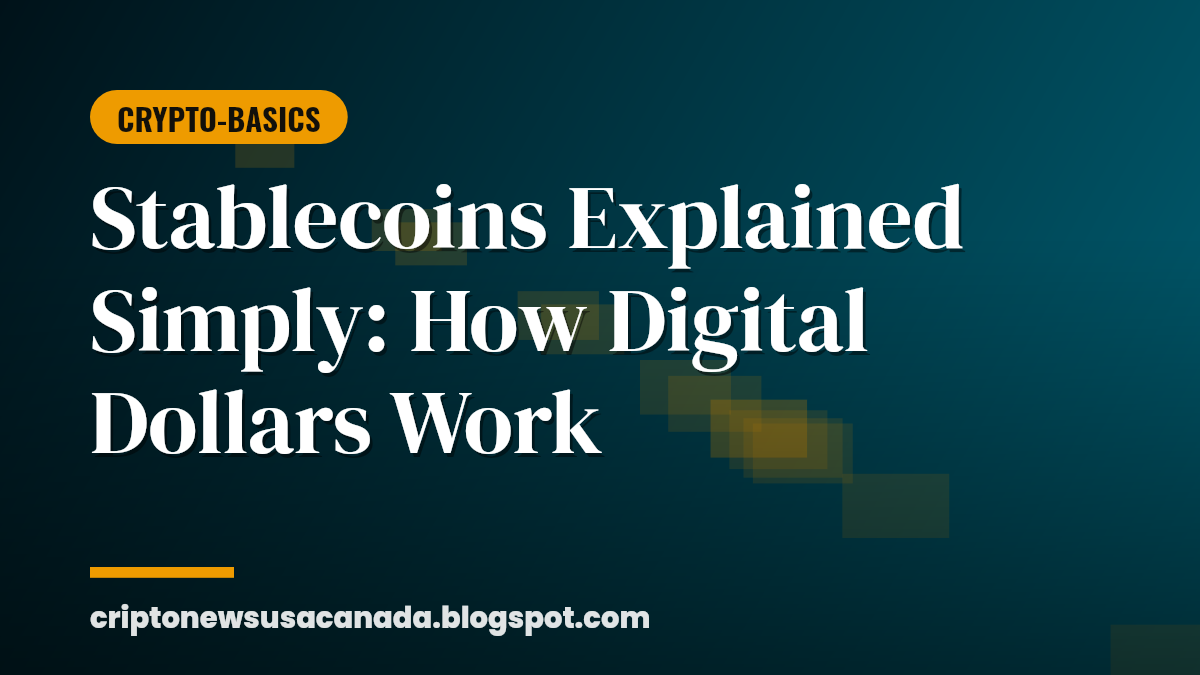 CRYPTO-BASICS
Stablecoins Explained
Simply: How Digital
Dollars Work
criptonewsusacanada.blogspot.com